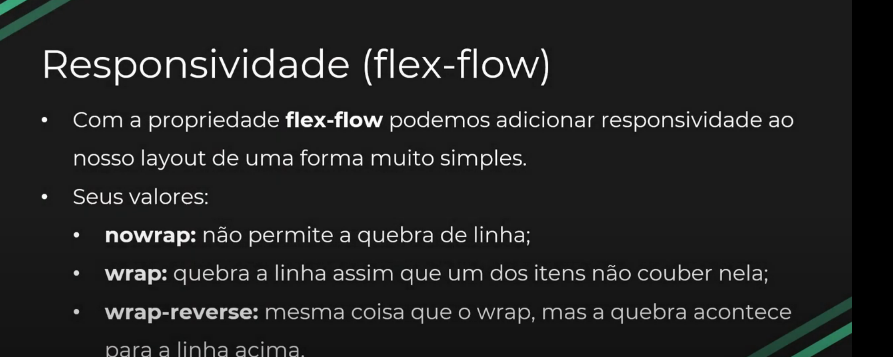 Responsividade (flex-flow)
• Com a propriedade flex-flow podemos adicionar responsividade ao
nosso layout de uma forma muito simples.
• Seus valores:
• nowrap: não permite a quebra de linha;
• wrap: quebra a linha assim que um dos itens não couber nela;
• wrap-reverse: mesma coisa que o wrap, mas a quebra acontece
para a linha acima.